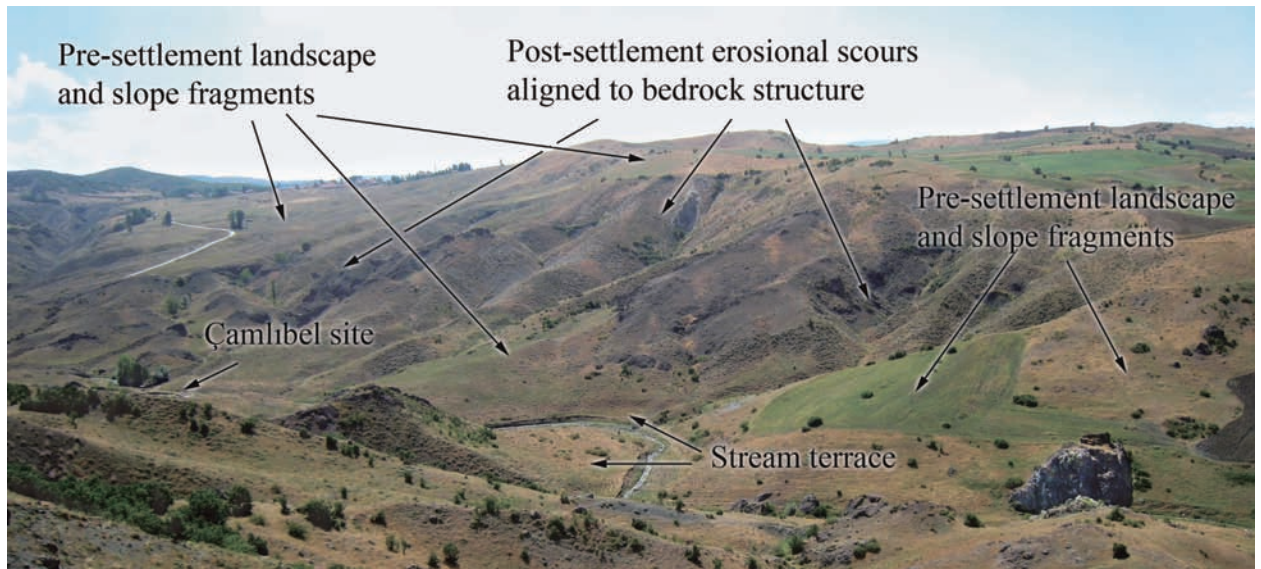 Pre-settlement landscape
and slope fragments
Post-settlement erosional scours
aligned to bedrock structure
Pre-settlement landscape
and slope fragments
Çamlıbel site
Stream terrace